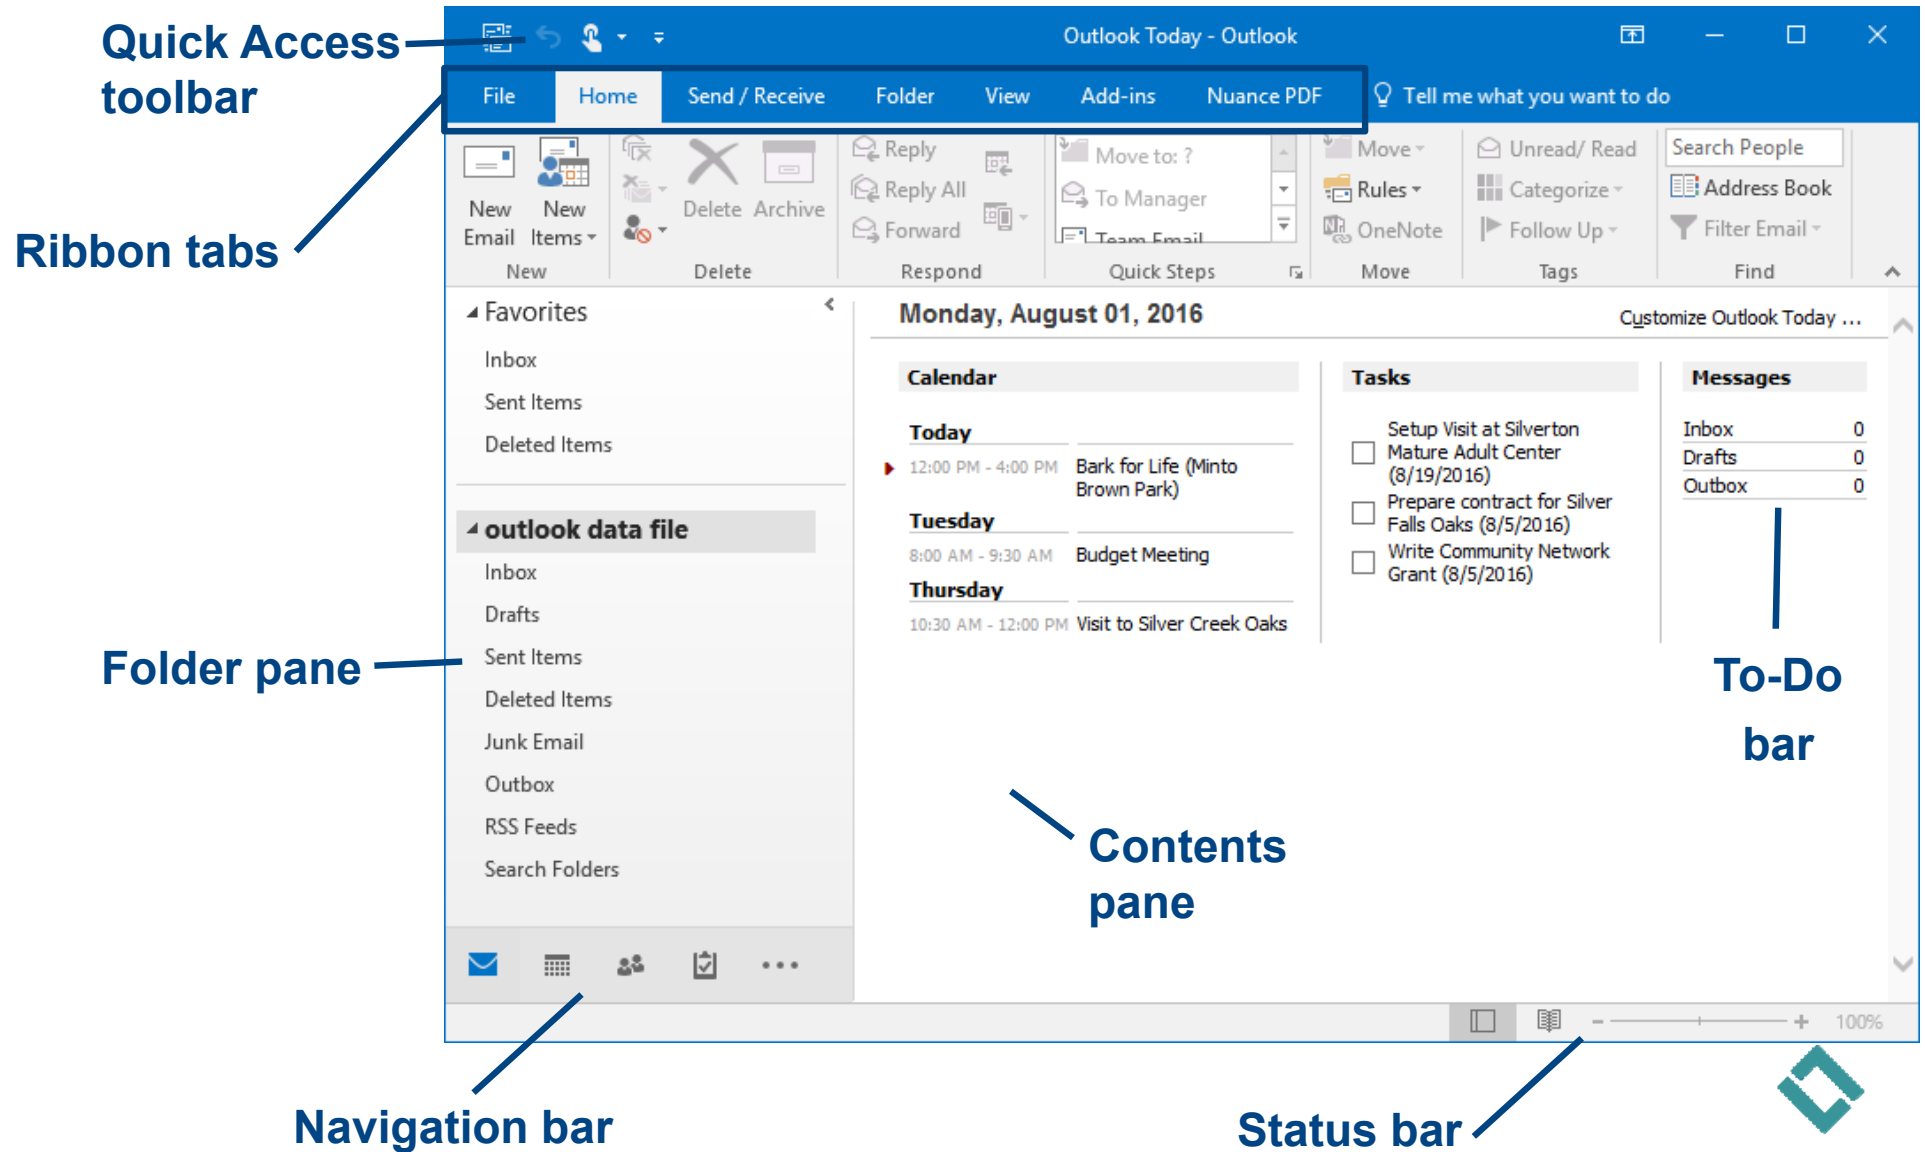 Quick Access
toolbar
Ribbon tabs
Folder pane
Navigation bar
Contents
pane
To-Do
bar
Status bar
Outlook Today - Outlook
File Home Send / Receive Folder View Add-ins Nuance PDF Tell me what you want to do
New
Email
New
Items
New
Delete Archive
Delete
Reply
Reply All
Forward
Respond
Move to: ?
To Manager
Team Email
Quick Steps
Move
Rules
OneNote
Move
Unread/ Read
Categorize
Follow Up
Tags
Search People
Address Book
Filter Email
Find
Favorites
Inbox
Sent Items
Deleted Items
outlook data file
Inbox
Drafts
Sent Items
Deleted Items
Junk Email
Outbox
RSS Feeds
Search Folders
Monday, August 01, 2016
Customize Outlook Today ...
Calendar
Today
12:00 PM - 4:00 PM Bark for Life (Minto
Brown Park)
Tuesday
8:00 AM - 9:30 AM Budget Meeting
Thursday
10:30 AM - 12:00 PM Visit to Silver Creek Oaks
Tasks
Setup Visit at Silverton
Mature Adult Center
(8/19/2016)
Prepare contract for Silver
Falls Oaks (8/5/2016)
Write Community Network
Grant (8/5/2016)
Messages
Inbox 0
Drafts 0
Outbox 0
100%